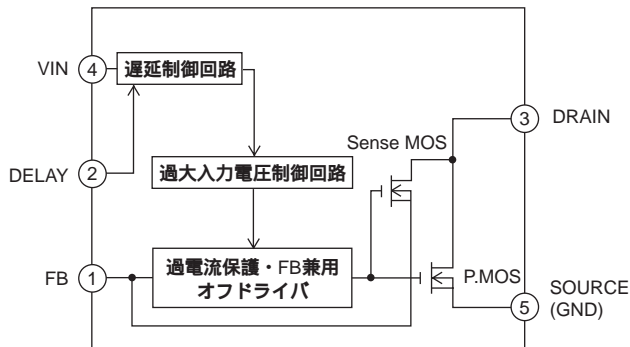 VIN
4
遅延制御回路
3
DRAIN
Sense MOS
DELAY
2
過大入力電圧制御回路
FB
1
過電流保護・FB兼用
オフドライバ
P.MOS
SOURCE
(GND)
5